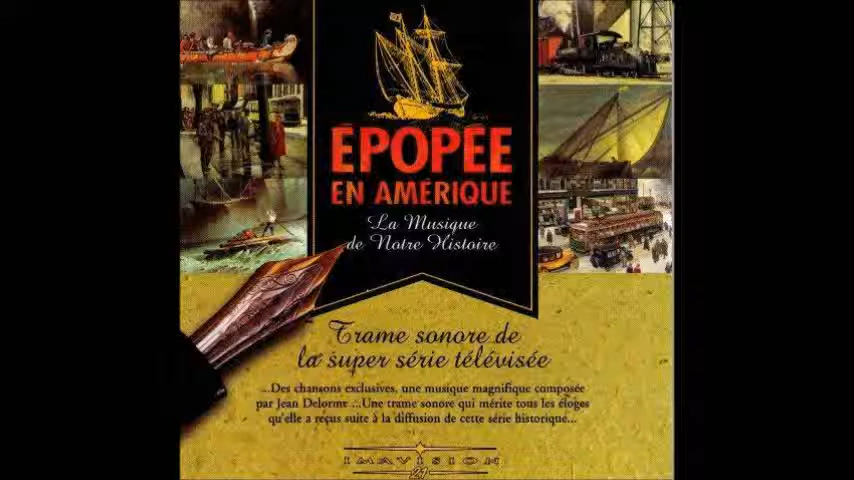 ÉPOPÉE
EN AMÉRIQUE
La Musique
de Notre Histoire
Trame sonore de
la super série télévisée
...Des chansons exclusives, une musique magnifique composée
par Jean Delorme ...Une trame sonore qui mérite tous les éloges
qu'elle a reçus suite à la diffusion de cette série historique...
IMAVISION
21